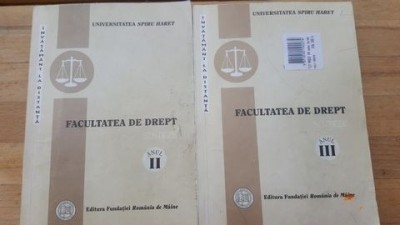 UNIVERSITATEA SPIRU HARET
ÎNVĂŢĂMÂNT LA DISTANŢĂ
FACULTATEA DE DREPT
ANUL
II
Editura Fundaţiei România de Mâine
UNIVERSITATEA SPIRU HARET
ÎNVĂŢĂMÂNT LA DISTANŢĂ
FACULTATEA DE DREPT
ANUL
III
Editura Fundaţiei România de Mâine